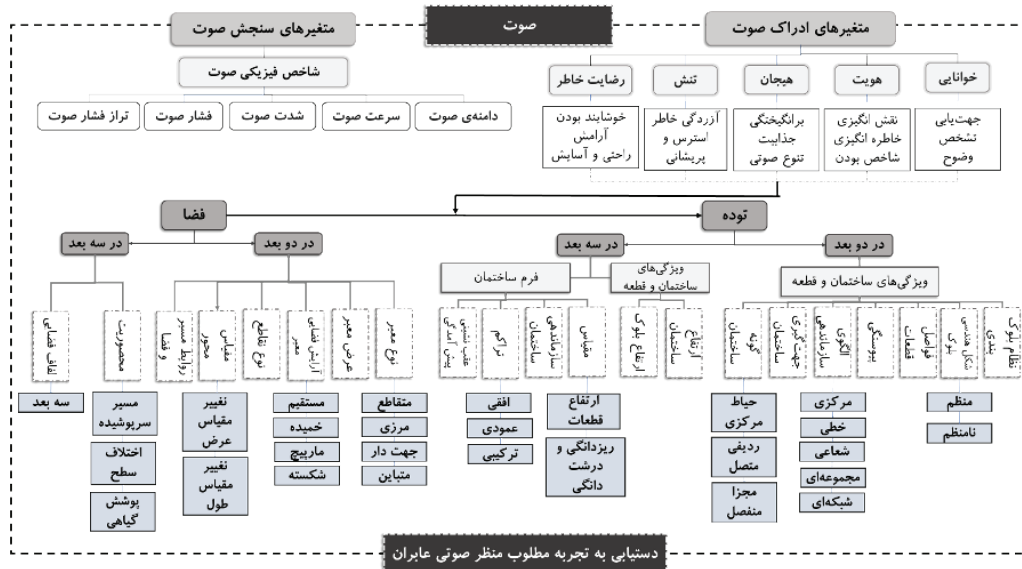 صوت
متغیرهای ادراک صوت
متغیرهای سنجش صوت
خوانایی
هویت
هیجان
تنش
رضایت خاطر
شاخص فیزیکی صوت
جهت‌یابی
تشخص
وضوح
نقش انگیزی
خاطره انگیزی
شاخص بودن
برانگیختگی
جذابیت
تنوع صوتی
آزردگی خاطر
استرس و
پریشانی
خوشایند بودن
آرامش
راحتی و آسایش
دامنه‌ی صوت
سرعت صوت
شدت صوت
فشار صوت
تراز فشار صوت
توده
فضا
در دو بعد
در سه بعد
در دو بعد
در سه بعد
ویژگی‌های ساختمان و قطعه
ویژگی‌های
ساختمان و قطعه
فرم ساختمان
نظام بلوک
بندی
شکل هندسی
بلوک
فواصل
قطعات
پیوستگی
الگوی
سازماندهی
جهت‌گیری
ساختمان
گونه
ساختمان
ارتفاع
ساختمان
ارتفاع بلوک
مقیاس
سازماندهی
ساختمان
تراکم
عقب نشینی
پیش آمدگی
نوع معبر
عرض معبر
آرایش فضایی
معبر
نوع تقاطع
مقیاس
محور
روابط مسیر
و فضا
محصوریت
لفاف فضایی
منظم
نامنظم
مرکزی
خطی
شعاعی
مجموعه‌ای
شبکه‌ای
حیاط
مرکزی
ردیفی
متصل
مجزا
منفصل
ارتفاع
قطعات
ریزدانگی و
درشت
دانگی
افقی
عمودی
ترکیبی
متقاطع
مرزی
جهت دار
متباین
مستقیم
خمیده
مارپیچ
شکسته
تغییر
مقیاس
عرض
تغییر
مقیاس
طول
مسیر
سرپوشیده
اختلاف
سطح
پوشش
گیاهی
سه بعد
دستیابی به تجربه مطلوب منظر صوتی عابران